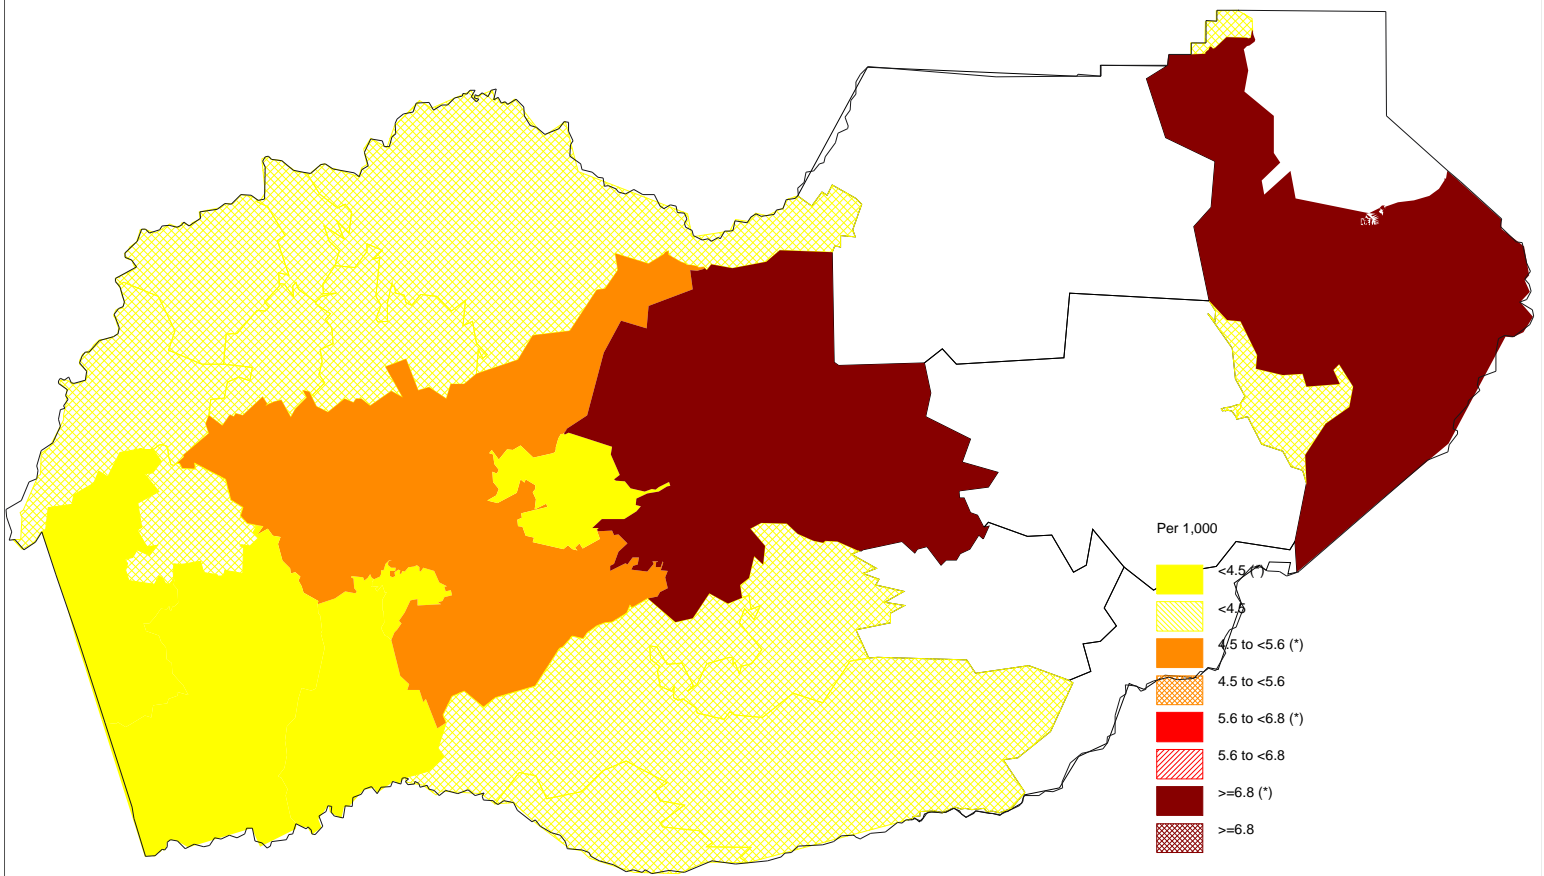 Per 1,000
<4.5 (*)
<4.5
4.5 to <5.6 (*)
4.5 to <5.6
5.6 to <6.8 (*)
5.6 to <6.8
>=6.8 (*)
>=6.8